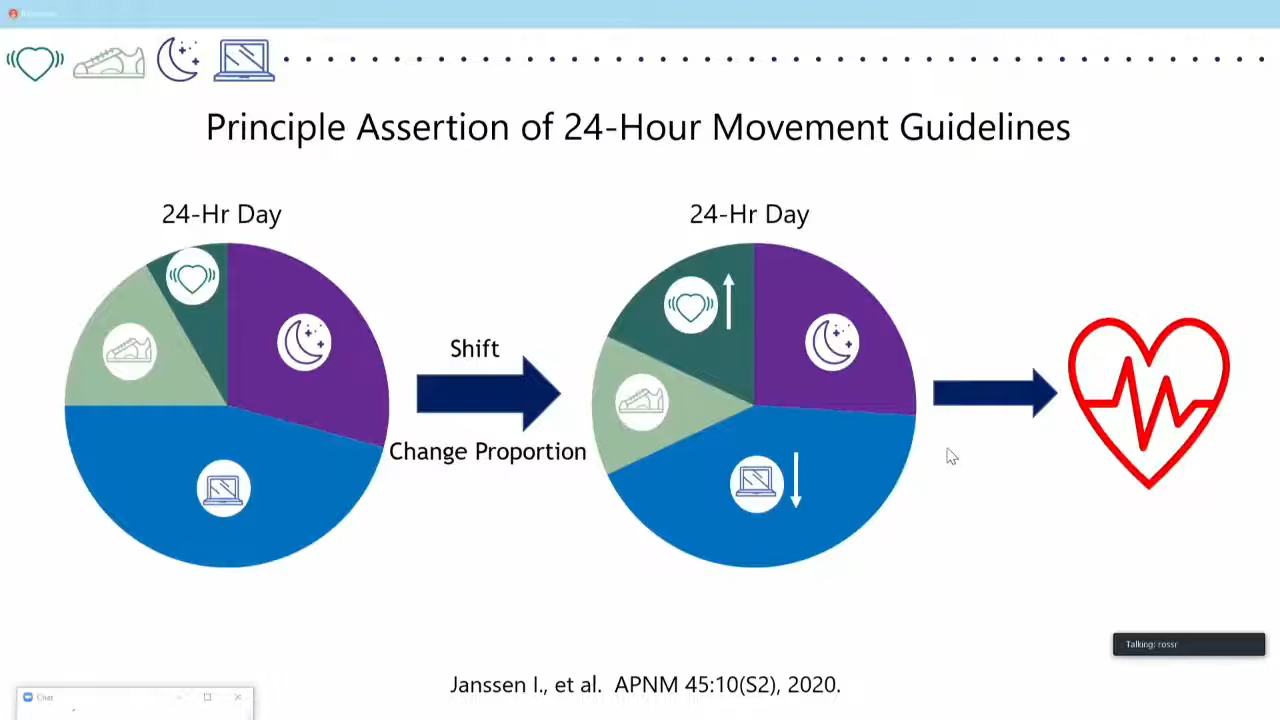 Principle Assertion of 24-Hour Movement Guidelines
24-Hr Day
24-Hr Day
Shift
Change Proportion
Talking: rossr
Janssen I., et al. APNM 45:10(S2), 2020.
Chat